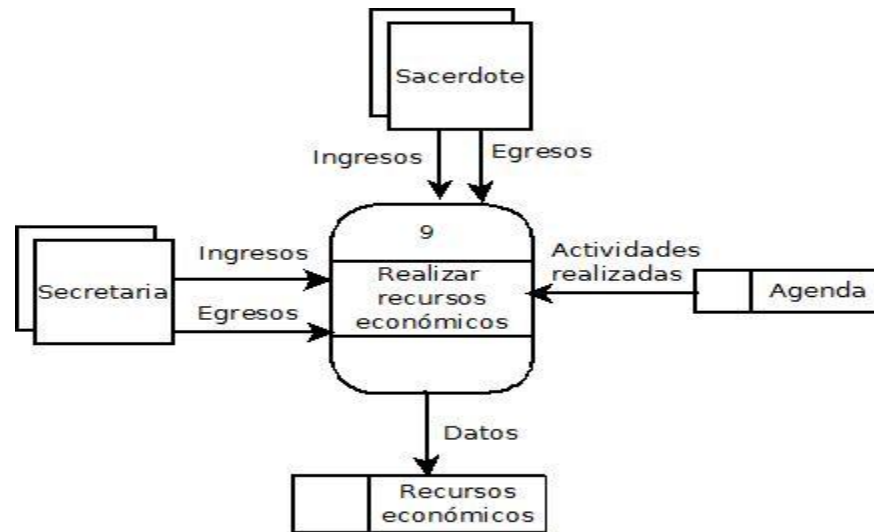 Sacerdote
Ingresos
Egresos
9
Ingresos
Actividades
realizadas
Secretaria
Realizar
recursos
económicos
Agenda
Egresos
Datos
Recursos
económicos